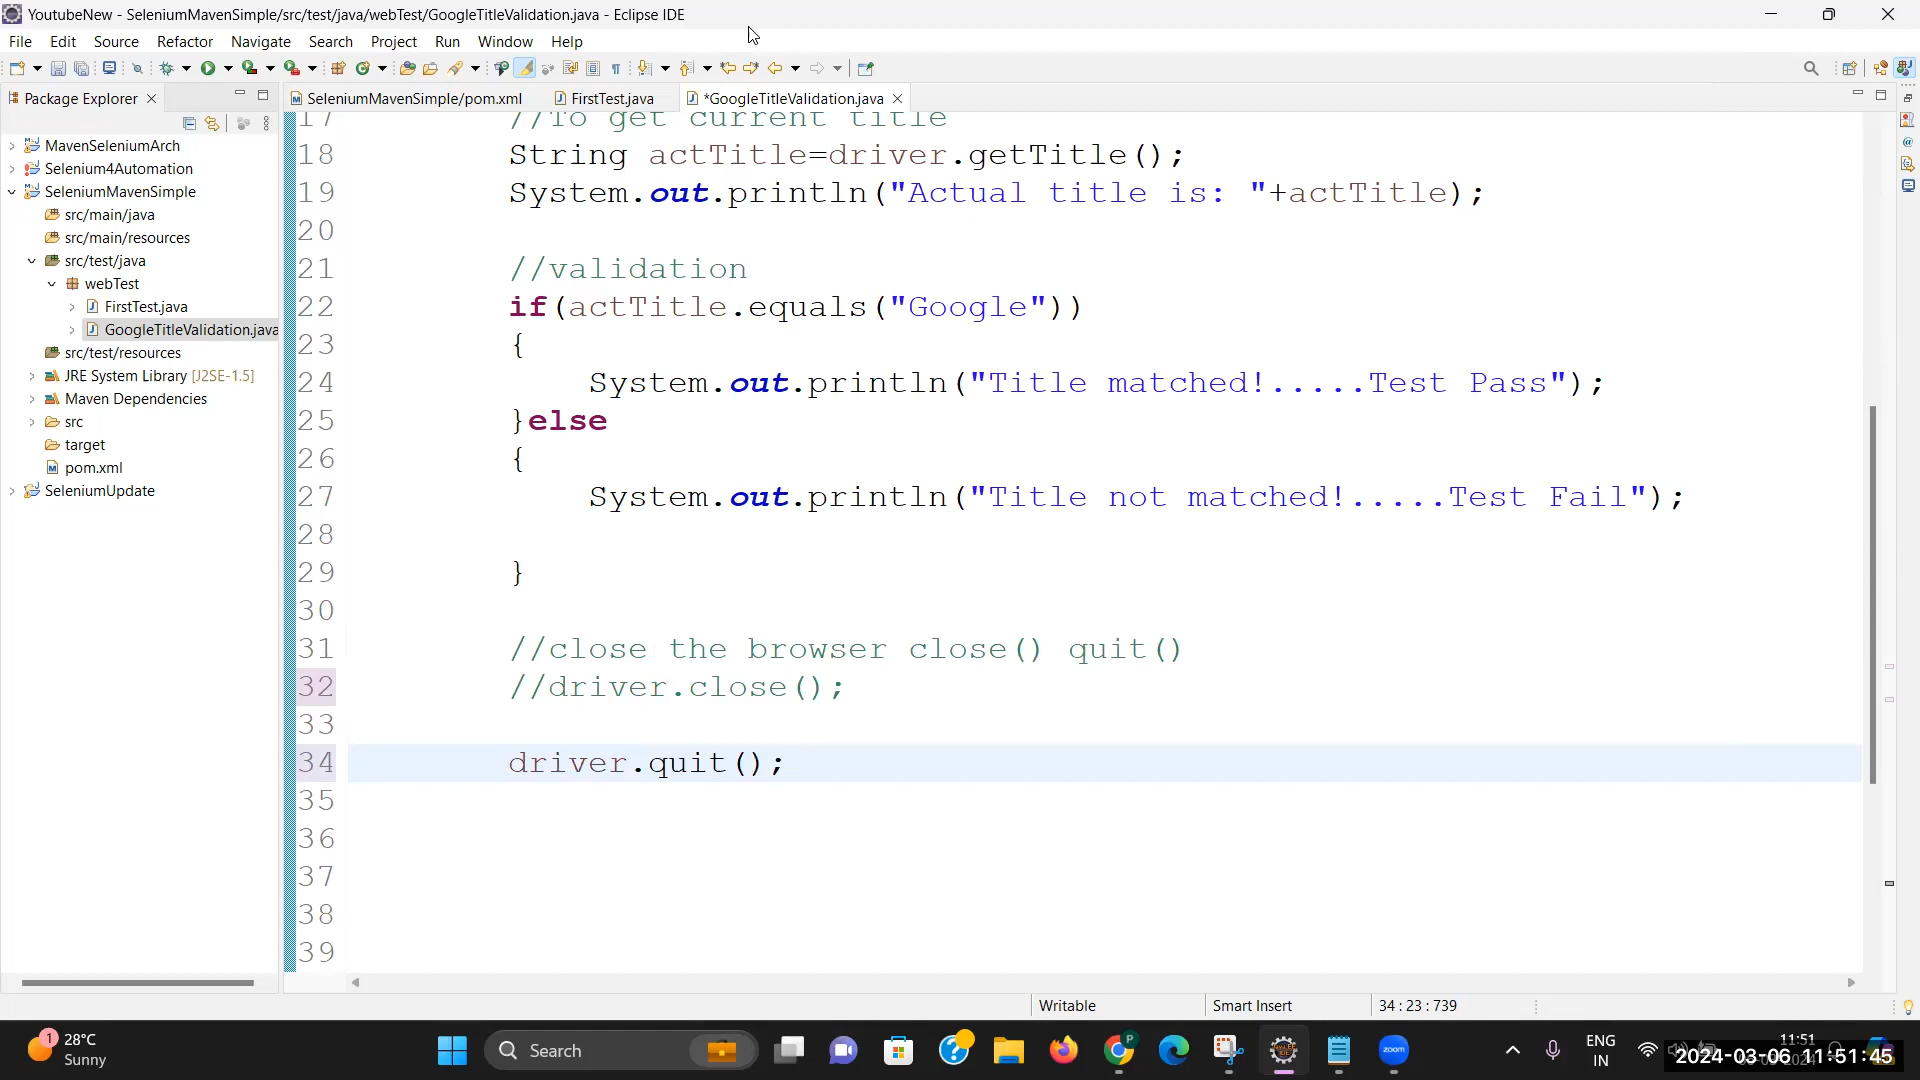 YoutubeNew - SeleniumMavenSimple/src/test/java/webTest/GoogleTitleValidation.java - Eclipse IDE
File Edit Source Refactor Navigate Search Project Run Window Help
Package Explorer
SeleniumMavenSimple/pom.xml
FirstTest.java
*GoogleTitleValidation.java
MavenSeleniumArch
Selenium4Automation
SeleniumMavenSimple
src/main/java
src/main/resources
src/test/java
webTest
FirstTest.java
GoogleTitleValidation.java
src/test/resources
JRE System Library [J2SE-1.5]
Maven Dependencies
src
target
pom.xml
SeleniumUpdate
17 //To get current title
18 String actTitle=driver.getTitle();
19 System.out.println("Actual title is: "+actTitle);
20
21 //validation
22 if(actTitle.equals("Google"))
23 {
24 System.out.println("Title matched!.....Test Pass");
25 }else
26 {
27 System.out.println("Title not matched!.....Test Fail");
28
29 }
30
31 //close the browser close() quit()
32 //driver.close();
33
34 driver.quit();
35
36
37
38
39
Writable
Smart Insert
34 : 23 : 739
1
28°C
Sunny
Search
P
zoom
ENG
IN
11:51
2024-03-06 11:51:45